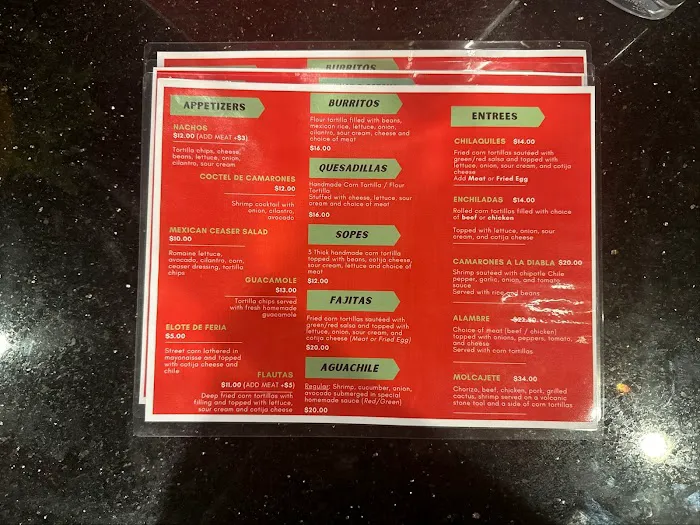 BURRITOS
APPETIZERS
NACHOS
$12.00 (ADD MEAT +$3)
Tortilla chips, cheese,
beans, lettuce, onion,
cilantro, sour cream
COCTEL DE CAMARONES
$12.00
Shrimp cocktail with
onion, cilantro,
avocado
MEXICAN CEASER SALAD
$10.00
Romaine lettuce,
avocado, cilantro, corn,
ceaser dressing, tortilla
chips
GUACAMOLE
$13.00
Tortilla chips served
with fresh homemade
guacamole
ELOTE DE FERIA
$5.00
Street corn lathered in
mayonaisse and topped
with cotija cheese and
chile
FLAUTAS
$11.00 (ADD MEAT +$5)
Deep fried corn tortillas with
filling and topped with lettuce,
sour cream and cotija cheese
BURRITOS
Flour tortilla filled with beans,
mexican rice, lettuce, onion,
cilantro, sour cream, cheese and
choice of meat
$16.00
QUESADILLAS
Handmade Corn Tortilla / Flour
Tortilla
Stuffed with cheese, lettuce, sour
cream and choice of meat
$16.00
SOPES
3 Thick handmade corn tortilla
topped with beans, cotija cheese,
sour cream, lettuce and choice of
meat
$12.00
FAJITAS
Fried corn tortillas sautéed with
green/red salsa and topped with
lettuce, onion, sour cream, and
cotija cheese (Meat or Fried Egg)
$20.00
AGUACHILE
Regular: Shrimp, cucumber, onion,
avocado submerged in special
homemade sauce (Red/Green)
$20.00
ENTREES
CHILAQUILES $14.00
Fried corn tortillas sautéed with
green/red salsa and topped with
lettuce, onion, sour cream, and cotija
cheese
Add Meat or Fried Egg
ENCHILADAS $14.00
Rolled corn tortillas filled with choice
of beef or chicken
Topped with lettuce, onion, sour
cream, and cotija cheese
CAMARONES A LA DIABLA $20.00
Shrimp sautéed with chipotle Chile
pepper, garlic, onion, and tomato
sauce
Served with rice and beans
ALAMBRE
Choice of meat (beef / chicken)
topped with onions, peppers, tomato,
and cheese
Served with corn tortillas
MOLCAJETE $34.00
Chorizo, beef, chicken, pork, grilled
cactus, shrimp served on a volcanic
stone tool and a side of corn tortillas